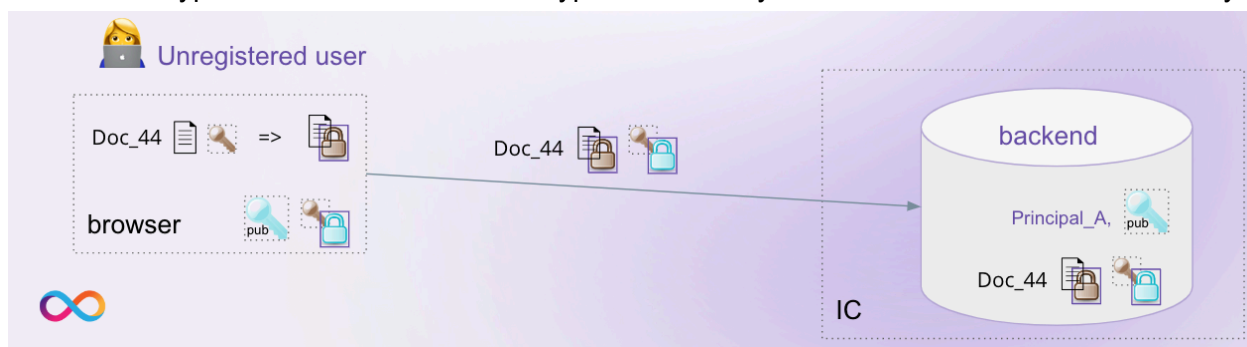 Unregistered user
Doc_44 =>
browser
pub
Doc_44
backend
Principal_A,
pub
Doc_44
IC